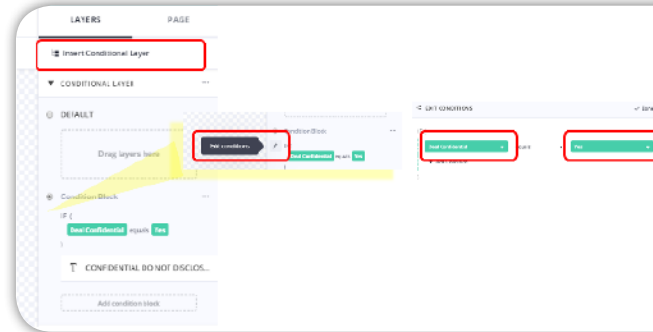 LAYERS PAGE
Insert Conditional Layer
CONDITIONAL LAYER
DEFAULT
Drag layers here
Condition Block
IF (
Deal Confidential equals Yes
)
CONFIDENTIAL DO NOT DISCLOS...
Add condition block
Edit conditions
Condition Block
Deal Confidential equals Yes
EDIT CONDITIONS
Deal Confidential equals Yes